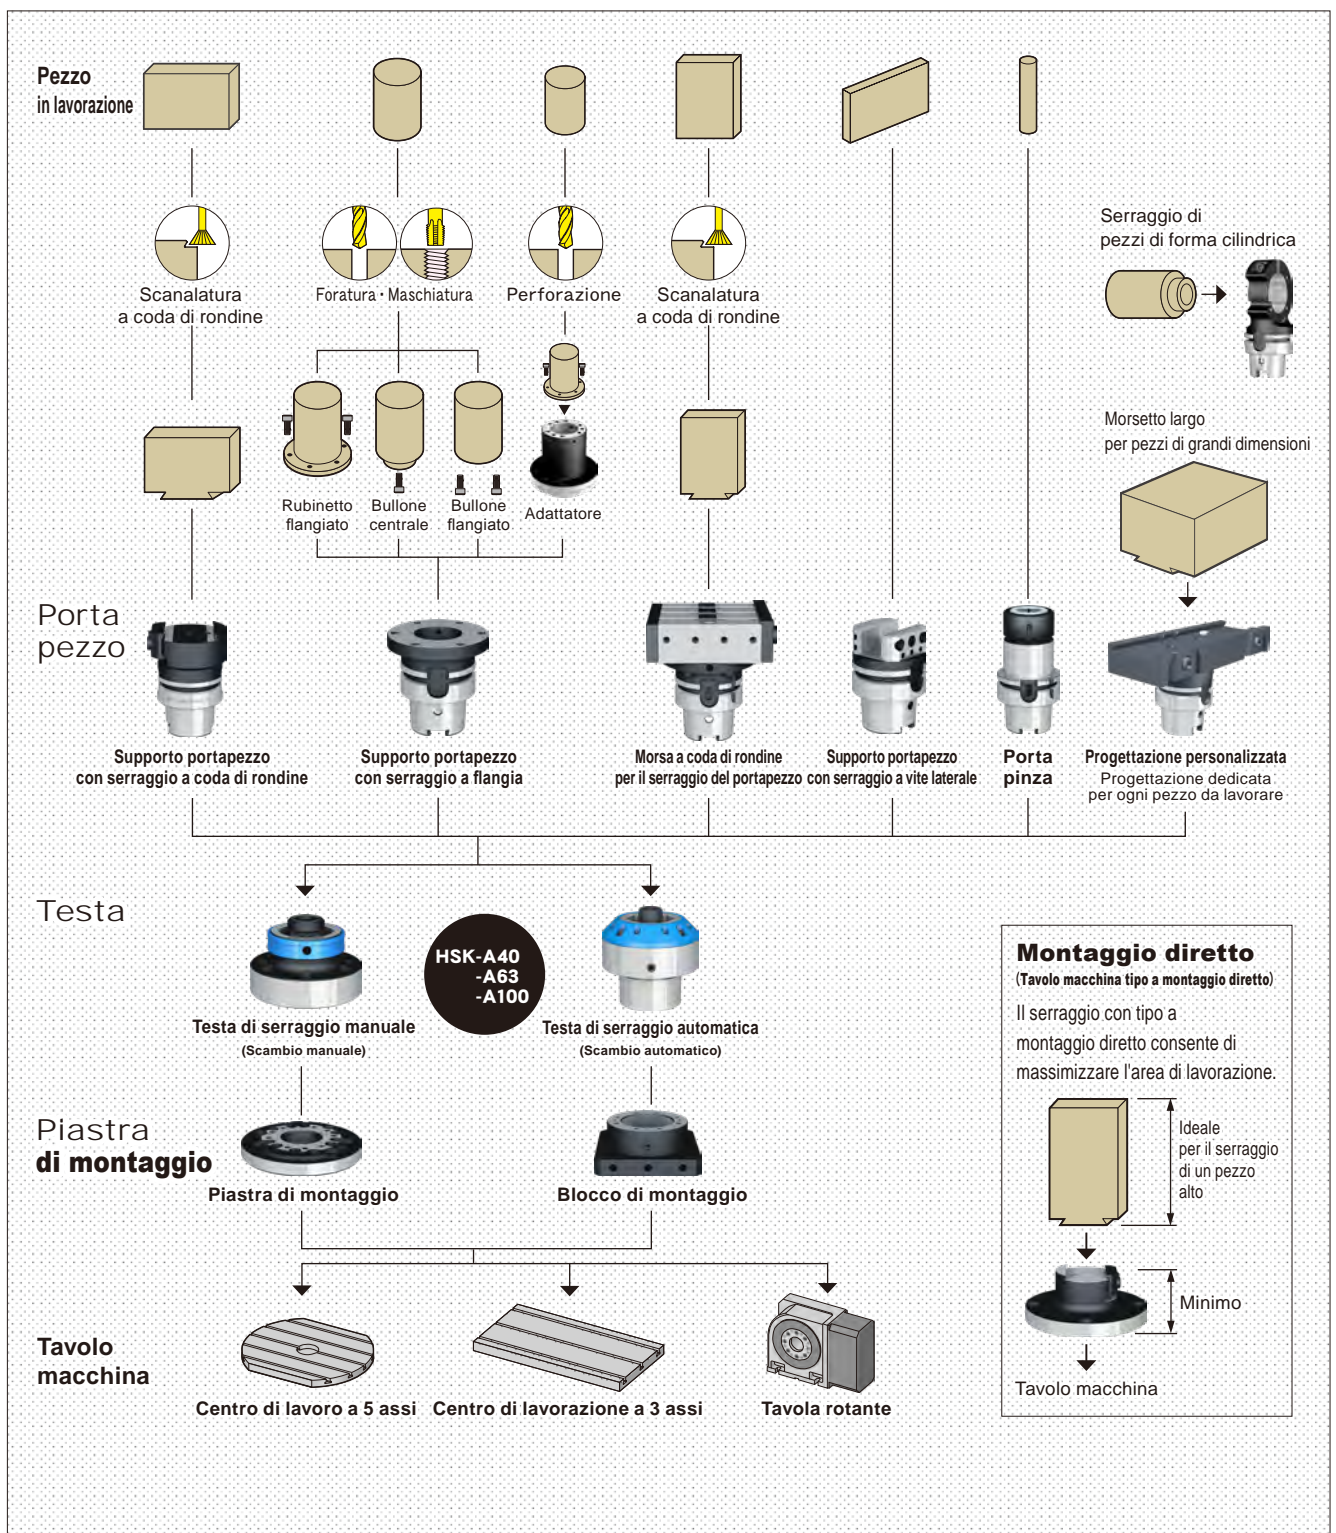 Pezzo
in lavorazione
Scanalatura
a coda di rondine
Foratura・Maschiatura
Perforazione
Scanalatura
a coda di rondine
Serraggio di
pezzi di forma cilindrica
Morsetto largo
per pezzi di grandi dimensioni
Rubinetto
flangiato
Bullone
centrale
Bullone
flangiato
Adattatore
Porta
pezzo
Supporto portapezzo
con serraggio a coda di rondine
Supporto portapezzo
con serraggio a flangia
Morsa a coda di rondine
per il serraggio del portapezzo
Supporto portapezzo
con serraggio a vite laterale
Porta
pinza
Progettazione personalizzata
Progettazione dedicata
per ogni pezzo da lavorare
Testa
HSK-A40
-A63
-A100
Testa di serraggio manuale
(Scambio manuale)
Testa di serraggio automatica
(Scambio automatico)
Piastra
di montaggio
Piastra di montaggio
Blocco di montaggio
Tavolo
macchina
Centro di lavoro a 5 assi
Centro di lavorazione a 3 assi
Tavola rotante
Montaggio diretto
(Tavolo macchina tipo a montaggio diretto)
Il serraggio con tipo a
montaggio diretto consente di
massimizzare l'area di lavorazione.
Ideale
per il serraggio
di un pezzo
alto
Minimo
Tavolo macchina